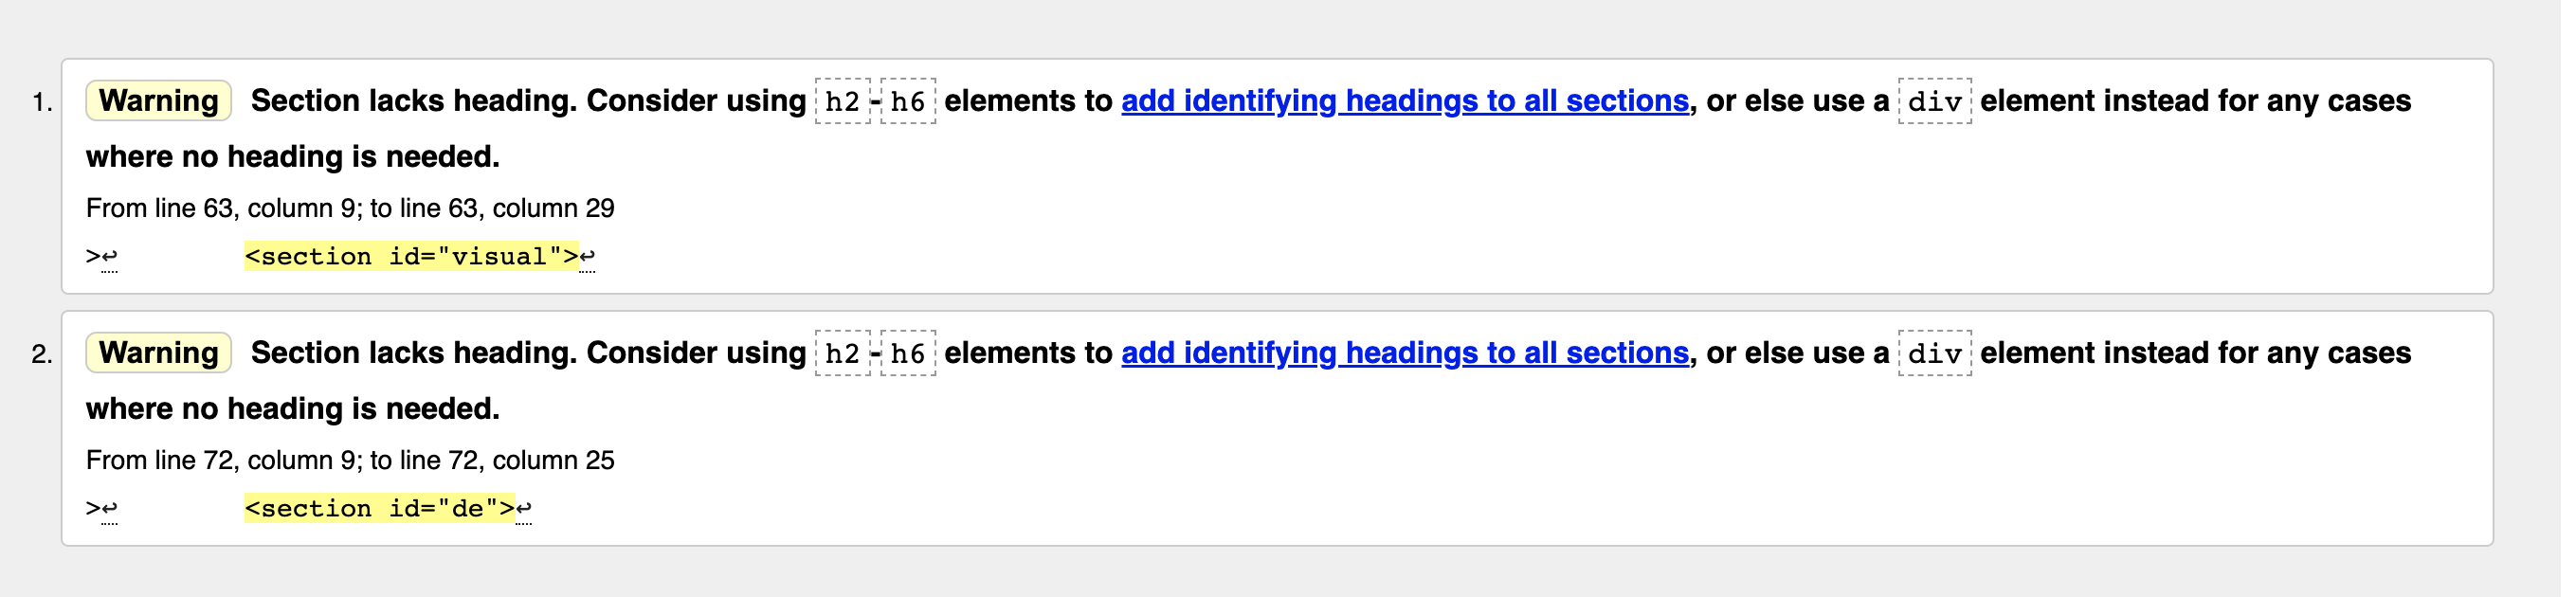 1. Warning Section lacks heading. Consider using h2-h6 elements to add identifying headings to all sections, or else use a div element instead for any cases
where no heading is needed.
From line 63, column 9; to line 63, column 29
>↩ <section id="visual">↩
2. Warning Section lacks heading. Consider using h2-h6 elements to add identifying headings to all sections, or else use a div element instead for any cases
where no heading is needed.
From line 72, column 9; to line 72, column 25
>↩ <section id="de">↩